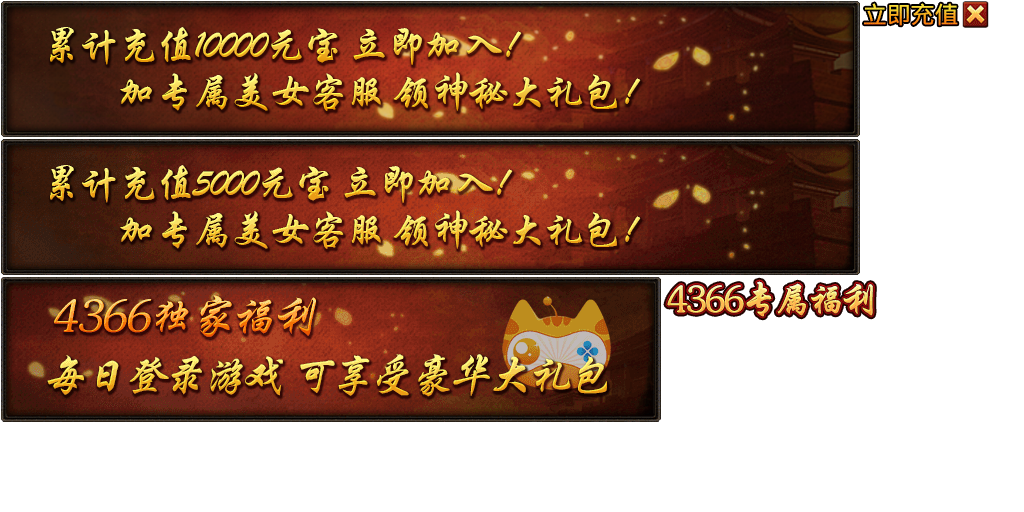 累计充值10000元宝 立即加入!
加专属美女客服 领神秘大礼包!
立即充值
累计充值5000元宝 立即加入!
加专属美女客服 领神秘大礼包!
4366独家福利
每日登录游戏 可享受豪华大礼包
4366专属福利